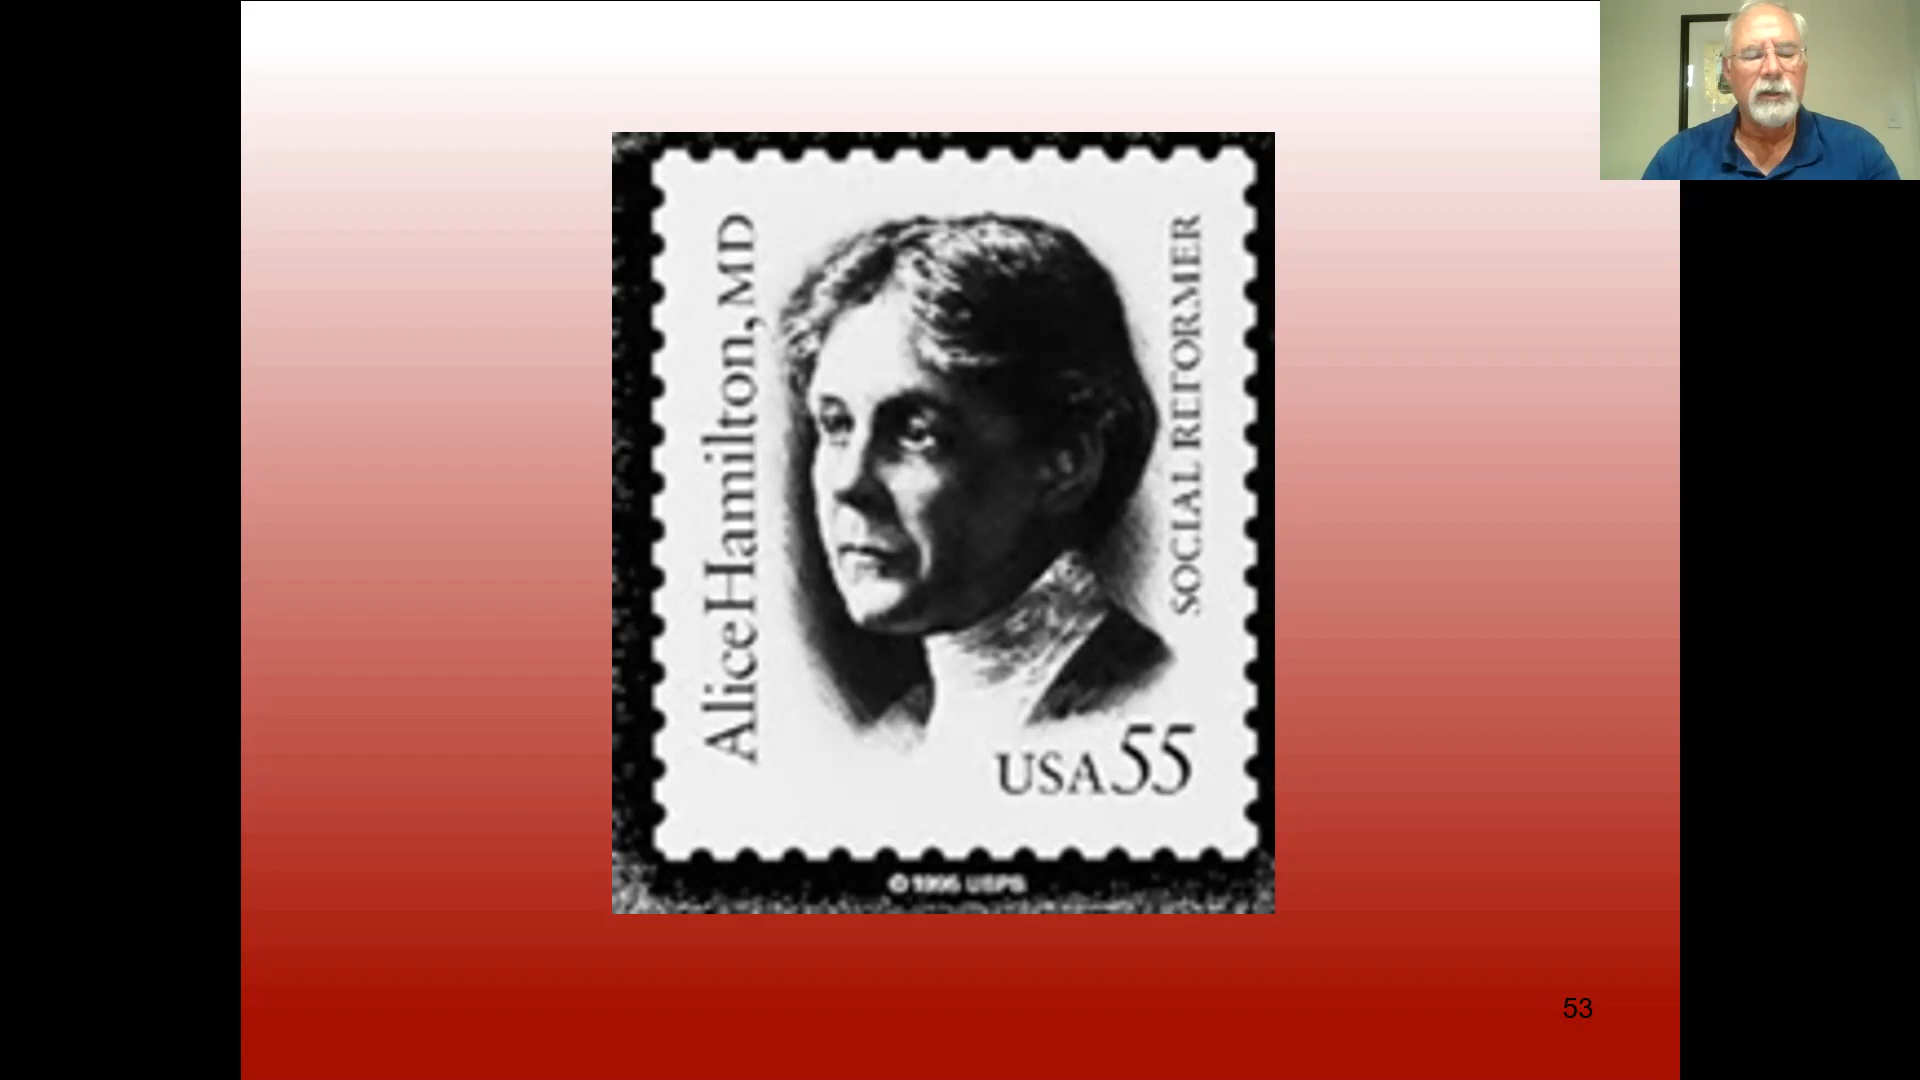 Alice Hamilton, MD
SOCIAL REFORMER
USA 55
© 1995 USPS
53